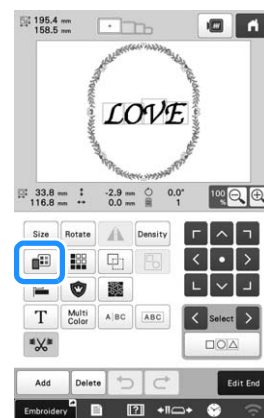 195.4 mm
158.5 mm
LOVE
33.8 mm -2.9 mm 0.0°
116.8 mm 0.0 mm 1
100 %
Size Rotate Density
T Multi Color A BC ABC
Select
Add Delete Edit End
Embroidery